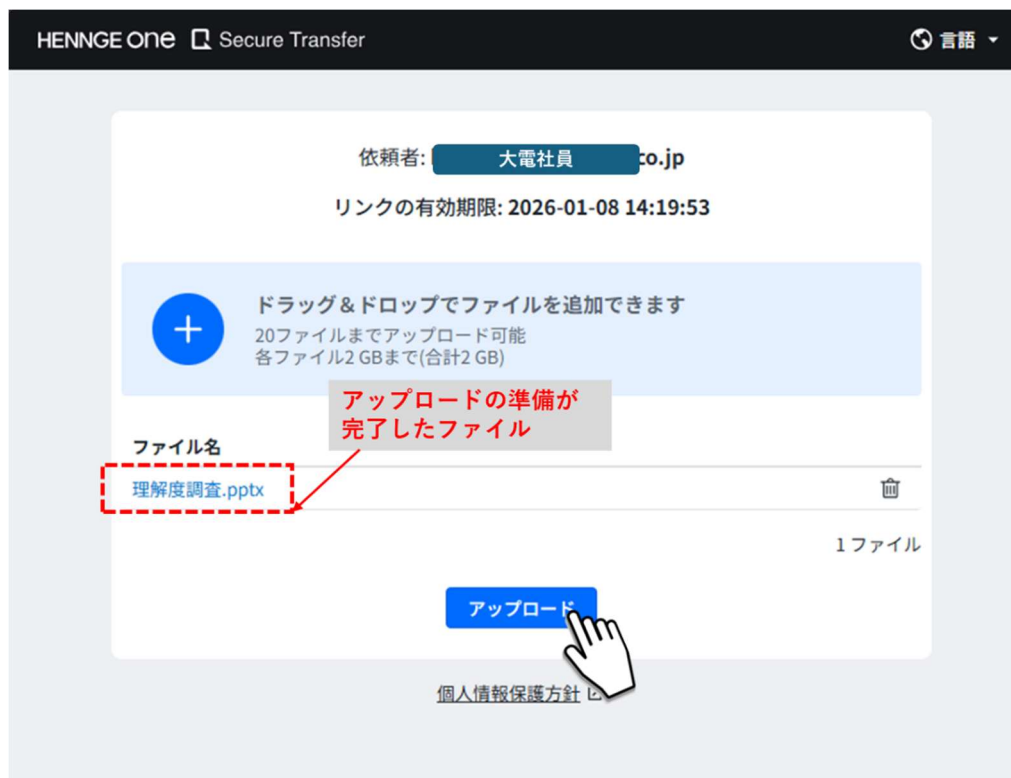 HENNGE One Secure Transfer 言語
依頼者: 大電社員 co.jp
リンクの有効期限: 2026-01-08 14:19:53
ドラッグ＆ドロップでファイルを追加できます
20ファイルまでアップロード可能
各ファイル2 GBまで(合計2 GB)
アップロードの準備が
完了したファイル
ファイル名
理解度調査.pptx
1 ファイル
アップロード
個人情報保護方針